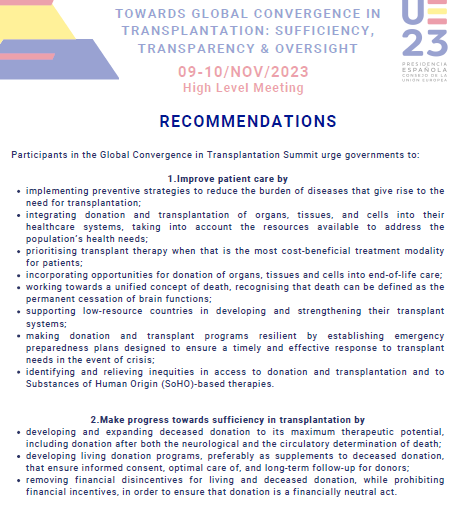 TOWARDS GLOBAL CONVERGENCE IN
TRANSPLANTATION: SUFFICIENCY,
TRANSPARENCY & OVERSIGHT
09-10/NOV/2023
High Level Meeting
UE
23
PRESIDENCIA
ESPAÑOLA
CONSEJO DE LA
UNIÓN EUROPEA
RECOMMENDATIONS
Participants in the Global Convergence in Transplantation Summit urge governments to:
1.Improve patient care by
• implementing preventive strategies to reduce the burden of diseases that give rise to the
need for transplantation;
• integrating donation and transplantation of organs, tissues, and cells into their
healthcare systems, taking into account the resources available to address the
population's health needs;
• prioritising transplant therapy when that is the most cost-beneficial treatment modality
for patients;
• incorporating opportunities for donation of organs, tissues and cells into end-of-life care;
• working towards a unified concept of death, recognising that death can be defined as the
permanent cessation of brain functions;
• supporting low-resource countries in developing and strengthening their transplant
systems;
• making donation and transplant programs resilient by establishing emergency
preparedness plans designed to ensure a timely and effective response to transplant
needs in the event of crisis;
• identifying and relieving inequities in access to donation and transplantation and to
Substances of Human Origin (SoHO)-based therapies.
2.Make progress towards sufficiency in transplantation by
• developing and expanding deceased donation to its maximum therapeutic potential,
including donation after both the neurological and the circulatory determination of death;
• developing living donation programs, preferably as supplements to deceased donation,
that ensure informed consent, optimal care of, and long-term follow-up for donors;
• removing financial disincentives for living and deceased donation, while prohibiting
financial incentives, in order to ensure that donation is a financially neutral act.